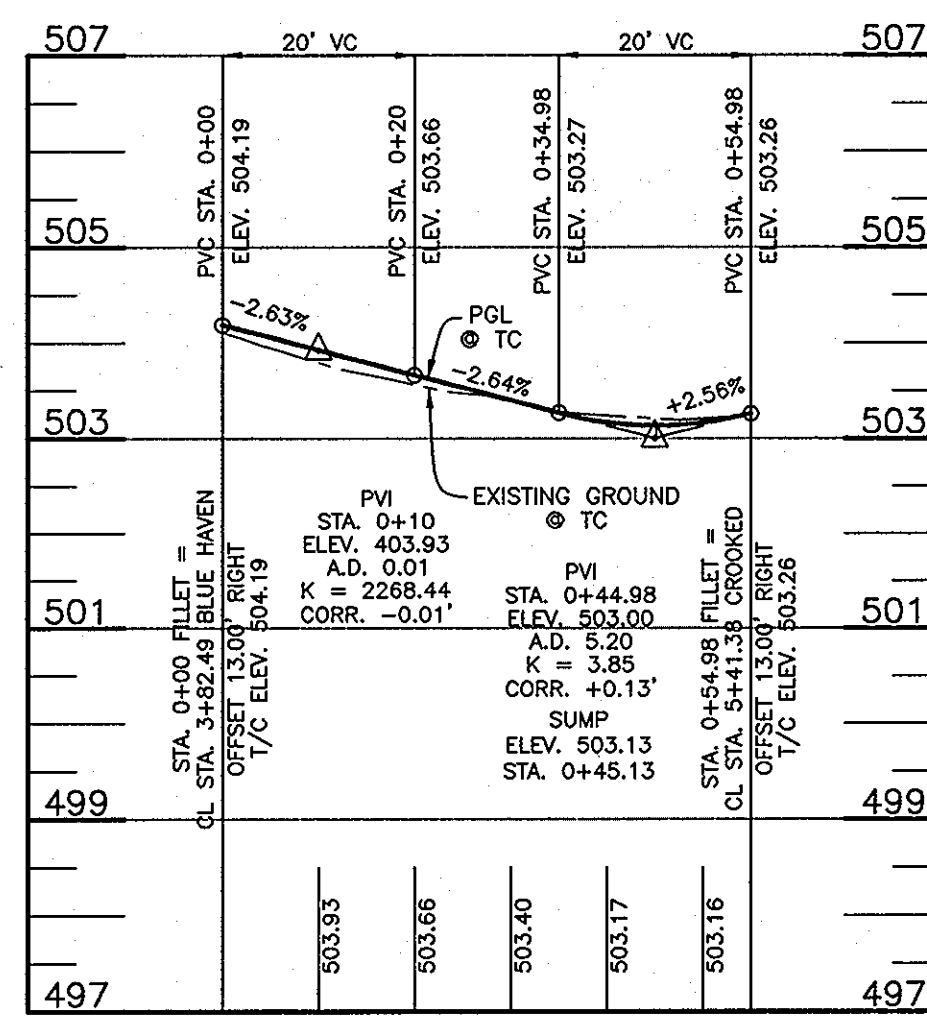 507
20' VC
20' VC
507
PVC STA. 0+00
ELEV. 504.19
PVC STA. 0+20
ELEV. 503.66
PVC STA. 0+34.98
ELEV. 503.27
PVC STA. 0+54.98
ELEV. 503.26
505
505
-2.63%
PGL
@ TC
-2.64%
+2.56%
503
503
EXISTING GROUND
@ TC
PVI
STA. 0+10
ELEV. 403.93
A.D. 0.01
K = 2268.44
CORR. -0.01'
PVI
STA. 0+44.98
ELEV. 503.00
A.D. 5.20
K = 3.85
CORR. +0.13'
SUMP
ELEV. 503.13
STA. 0+45.13
STA. 0+00 FILLET =
CL STA. 3+82.49 BLUE HAVEN
OFFSET 13.00' RIGHT
T/C ELEV. 504.19
STA. 0+54.98 FILLET =
CL STA. 5+41.38 CROOKED
OFFSET 13.00' RIGHT
T/C ELEV. 503.26
501
501
499
499
503.93
503.66
503.40
503.17
503.16
497
497